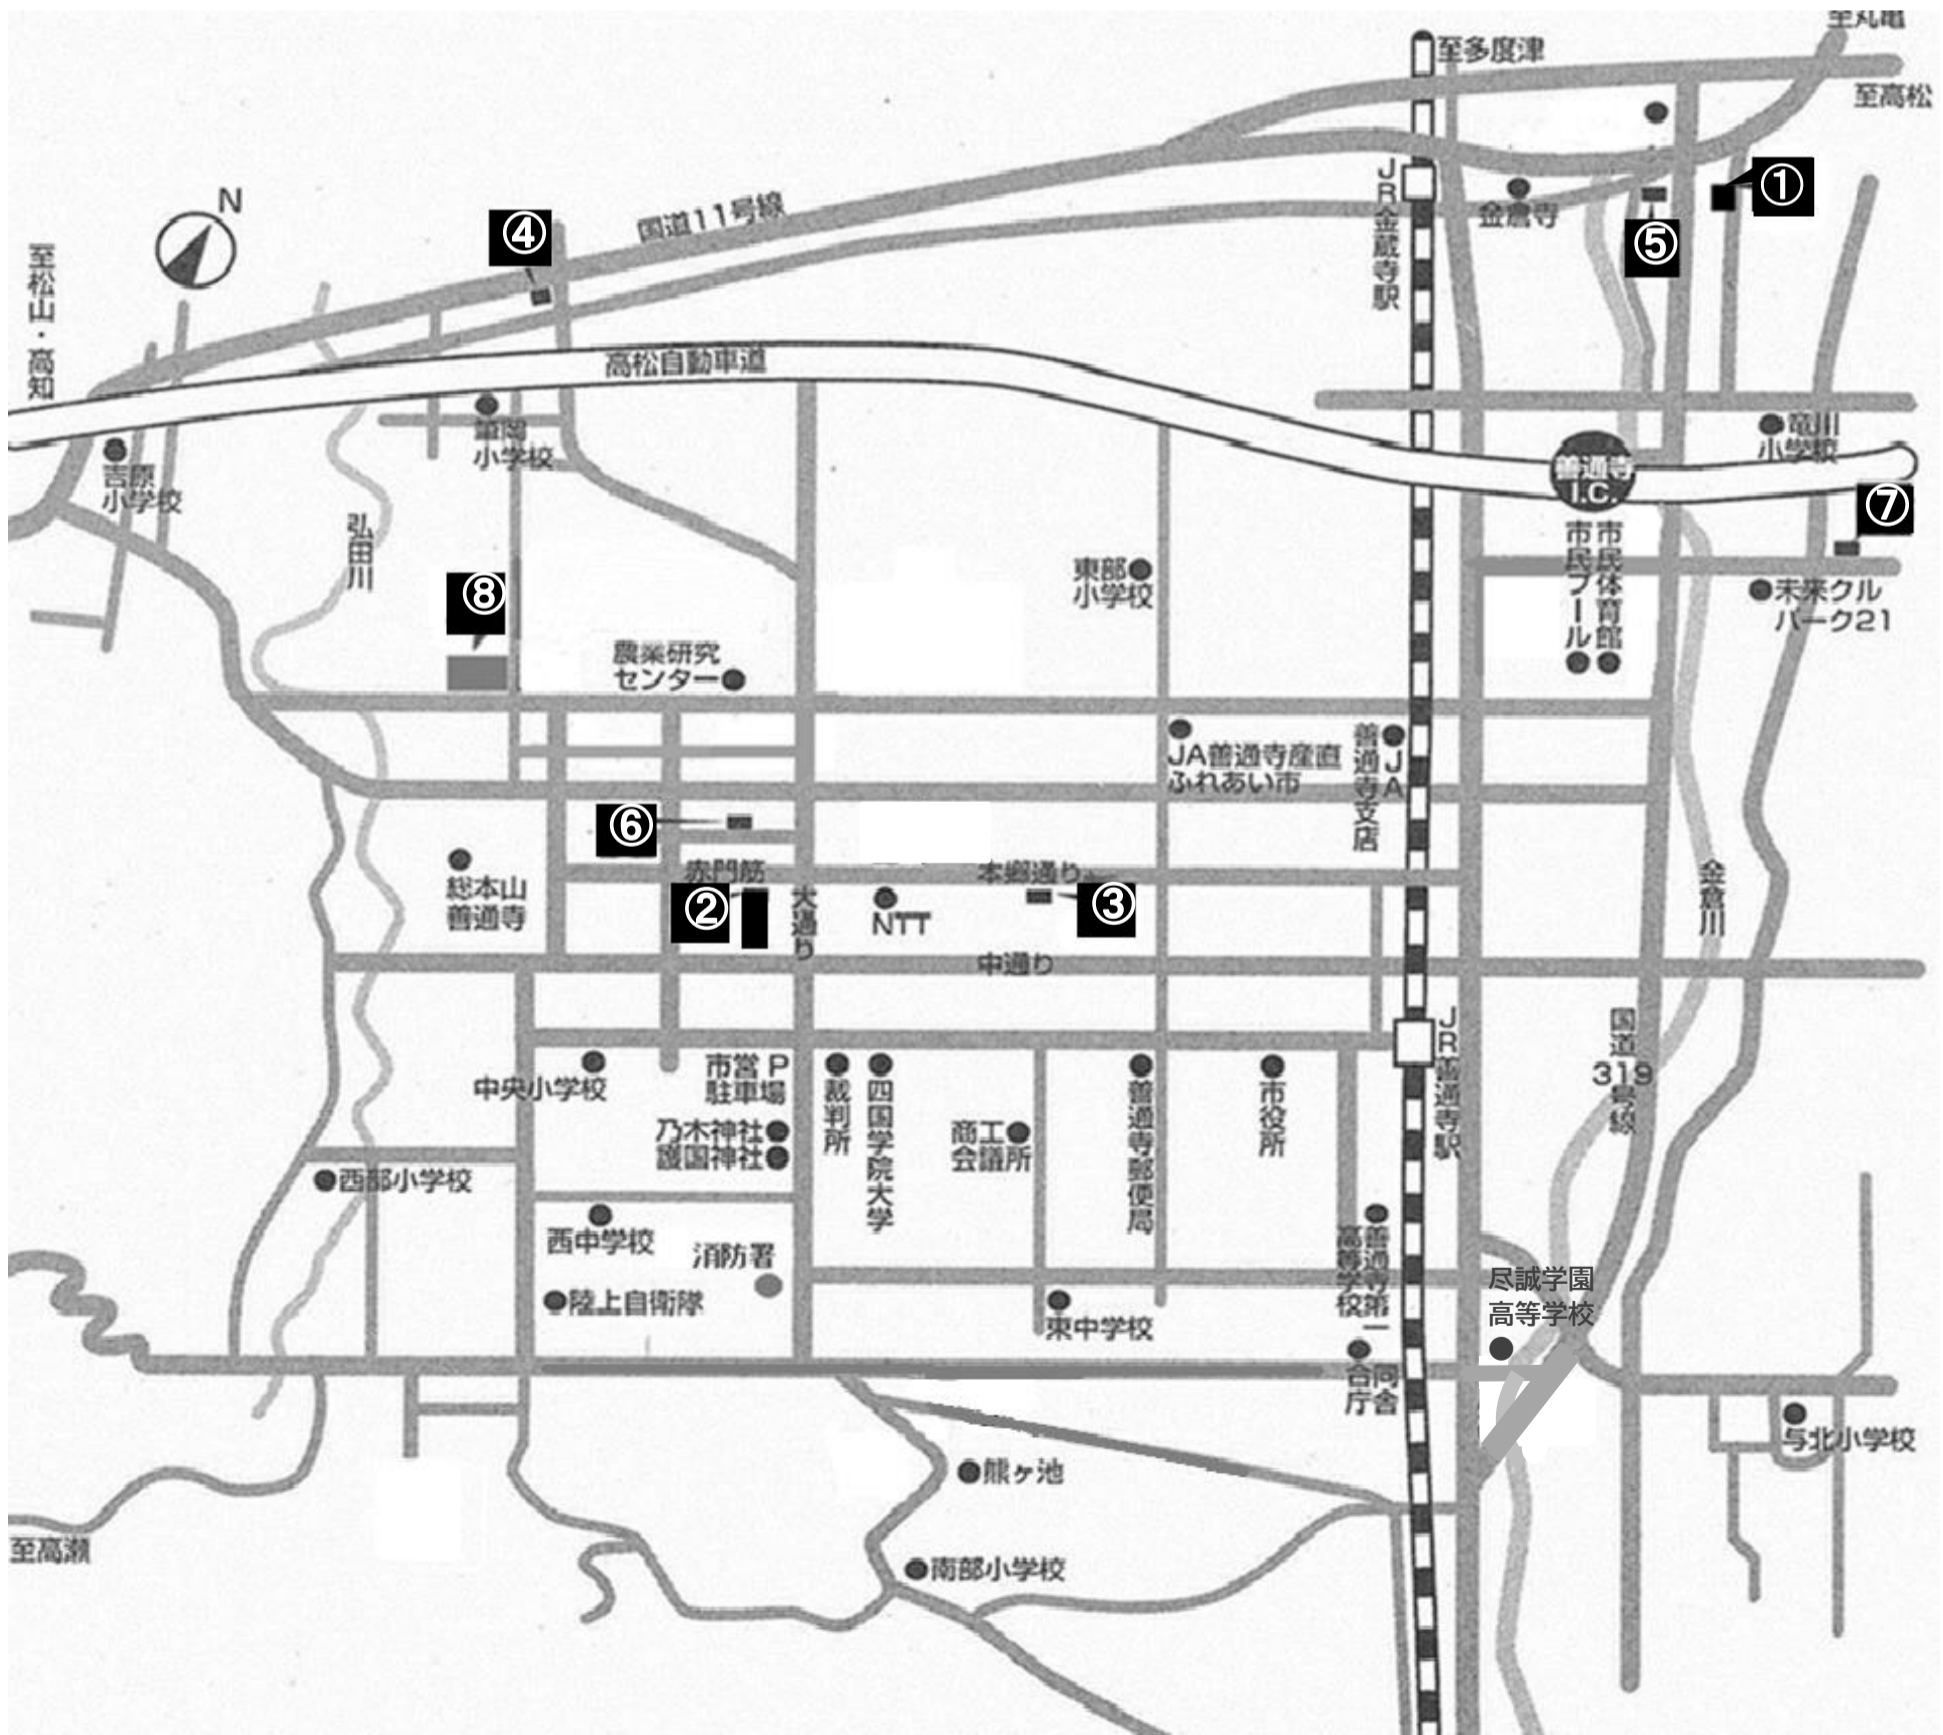 至丸亀
至多度津
至高松
N
国道11号線
④
①
⑤
JR金蔵寺駅
金倉寺
至松山・高知
高松自動車道
筆岡
小学校
吉原
小学校
竜川
小学校
善通寺
I.C.
⑦
弘田川
市民体育館
市民プール
東部
小学校
未来クル
パーク21
⑧
農業研究
センター
JA善通寺産直
ふれあい市
JA
善通寺支店
⑥
赤門筋
本郷通り
総本山
善通寺
②
大通り
NTT
③
金倉川
中通り
JR善通寺駅
国道
319
号線
中央小学校
市営 P
駐車場
裁判所
四国学院大学
善通寺郵便局
市役所
乃木神社
護国神社
商工
会議所
西部小学校
西中学校
消防署
善通寺第一
高等学校
尽誠学園
高等学校
陸上自衛隊
東中学校
合同
庁舎
与北小学校
熊ヶ池
至高瀬
南部小学校